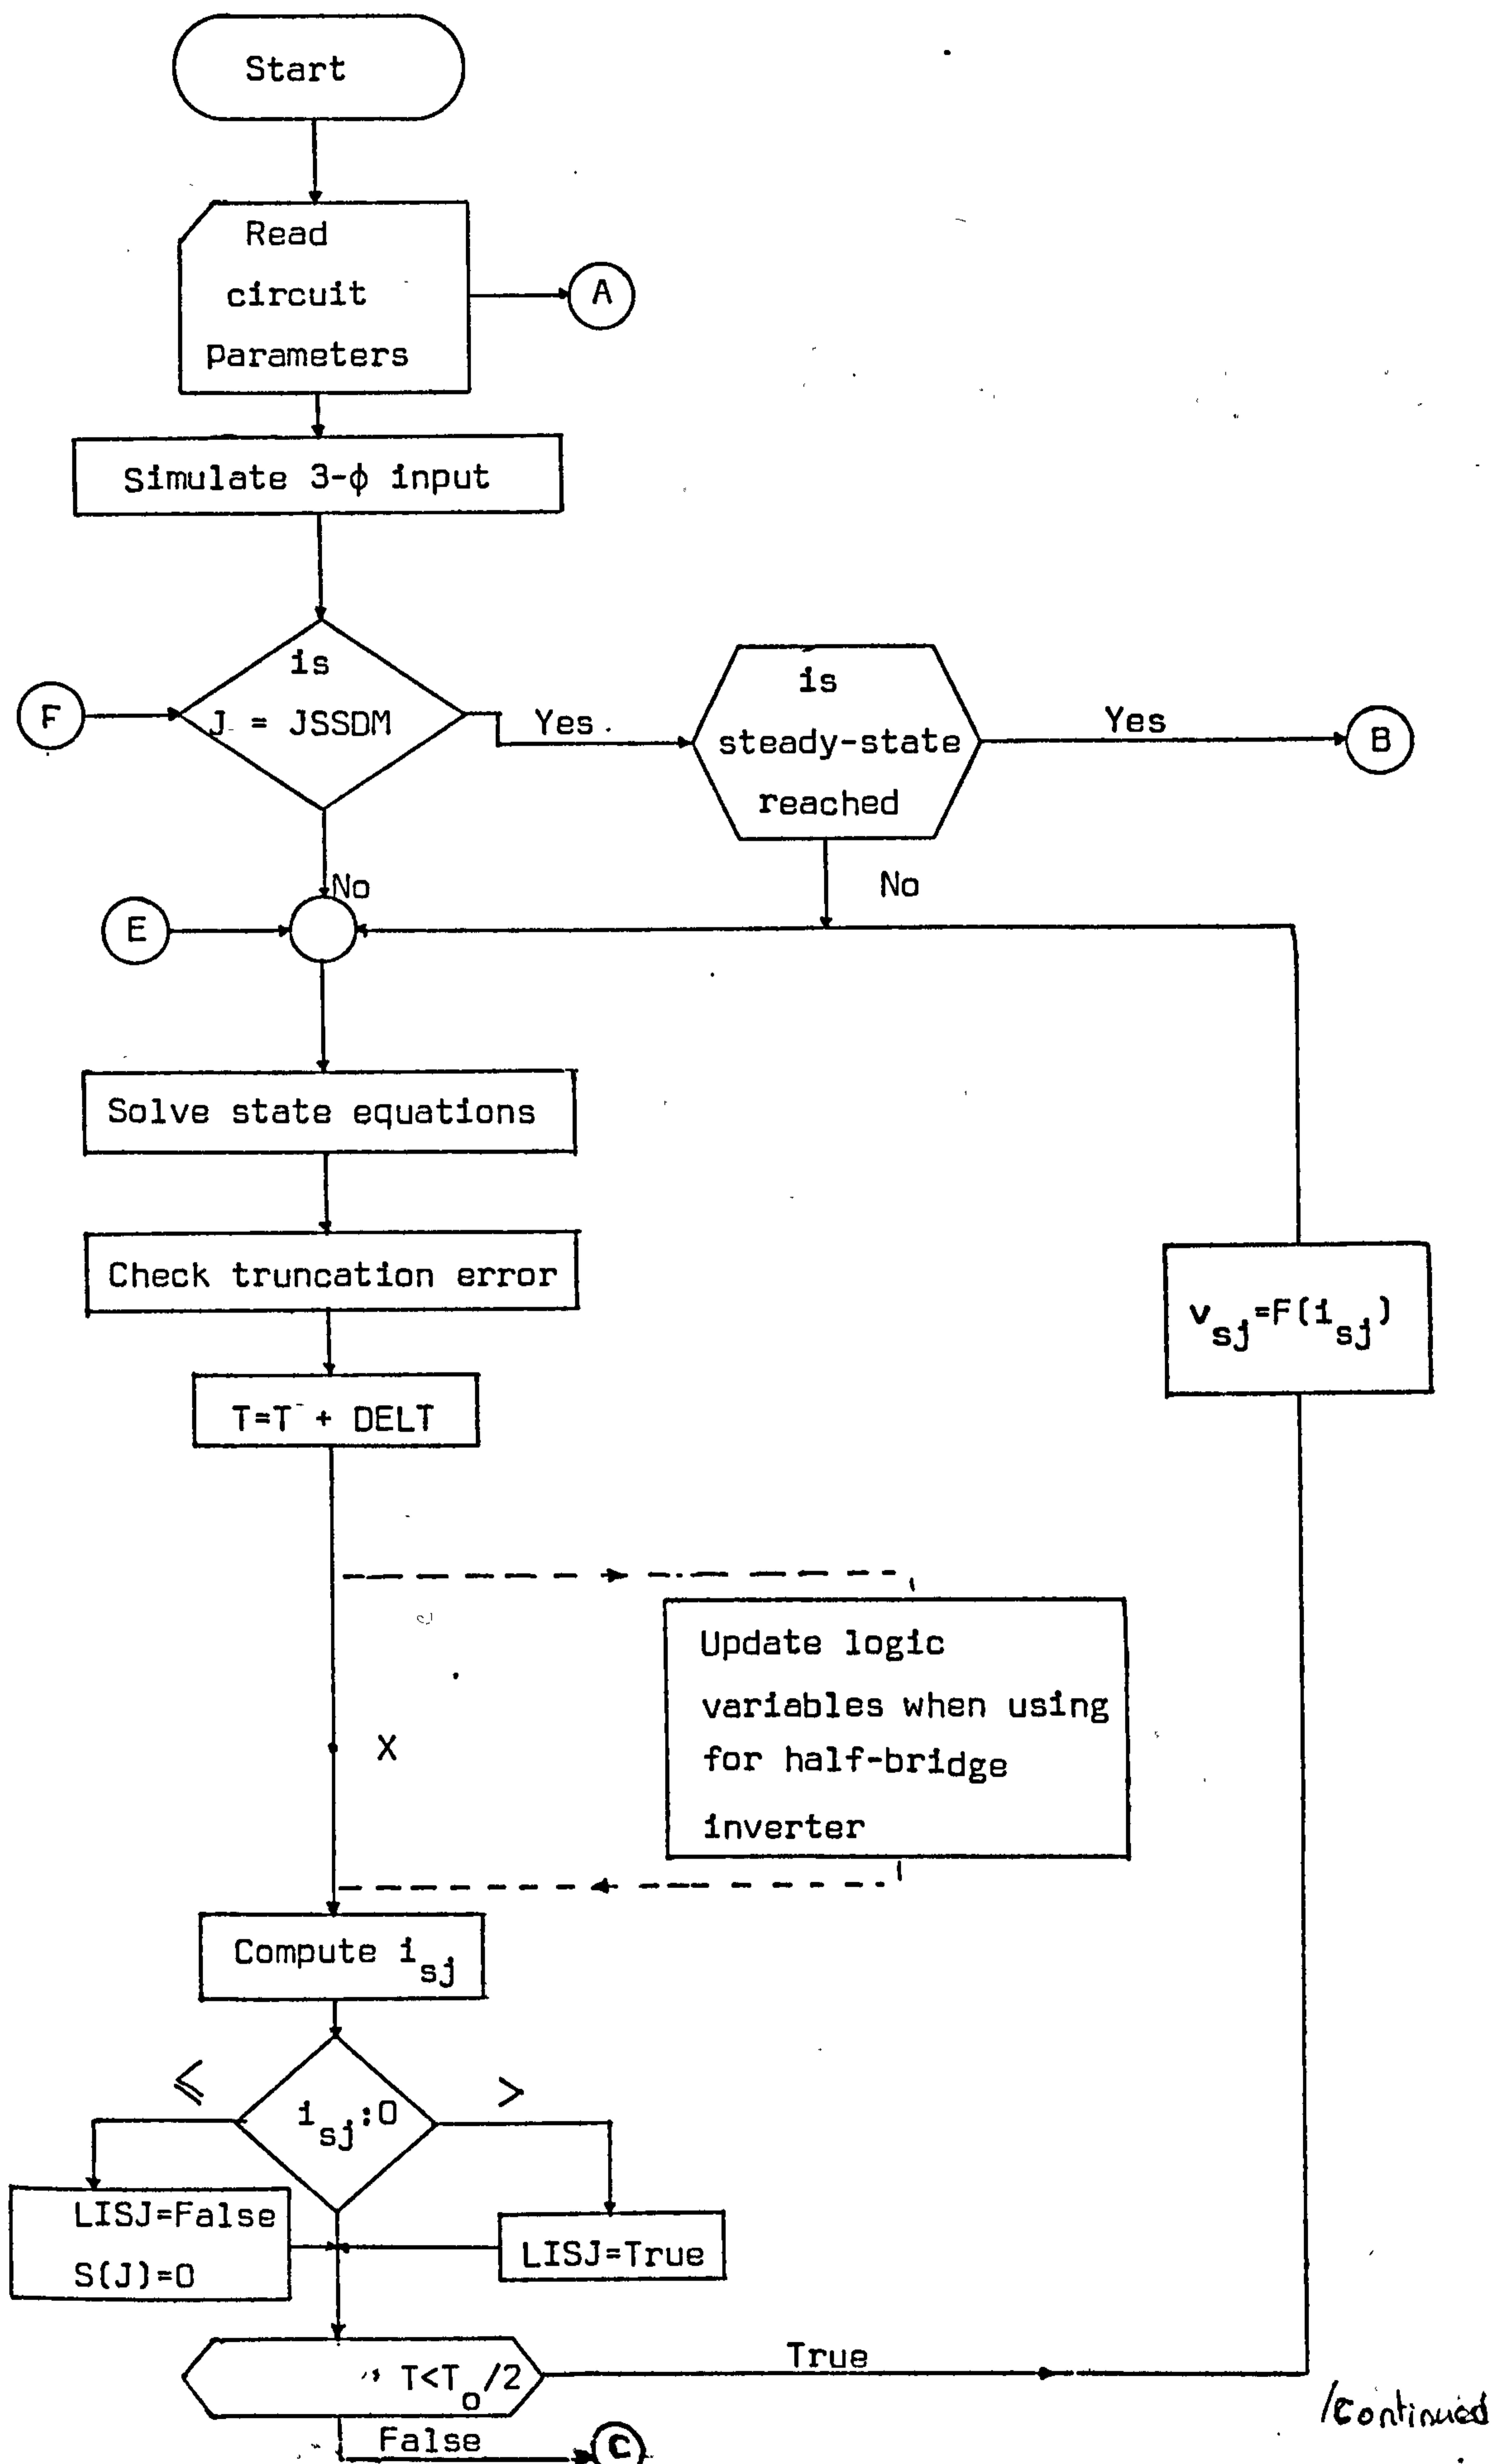 Start
Read
circuit
parameters
A
Simulate 3-ϕ input
is
J = JSSDM
F
Yes
is
steady-state
reached
Yes
B
No
No
E
Solve state equations
Check truncation error
v_sj=F(i_sj)
T=T + DELT
Update logic
variables when using
for half-bridge
inverter
X
Compute i_sj
≤
i_sj:0
>
LISJ=False
S(J)=0
LISJ=True
T<T_o/2
True
/Continued
False
C